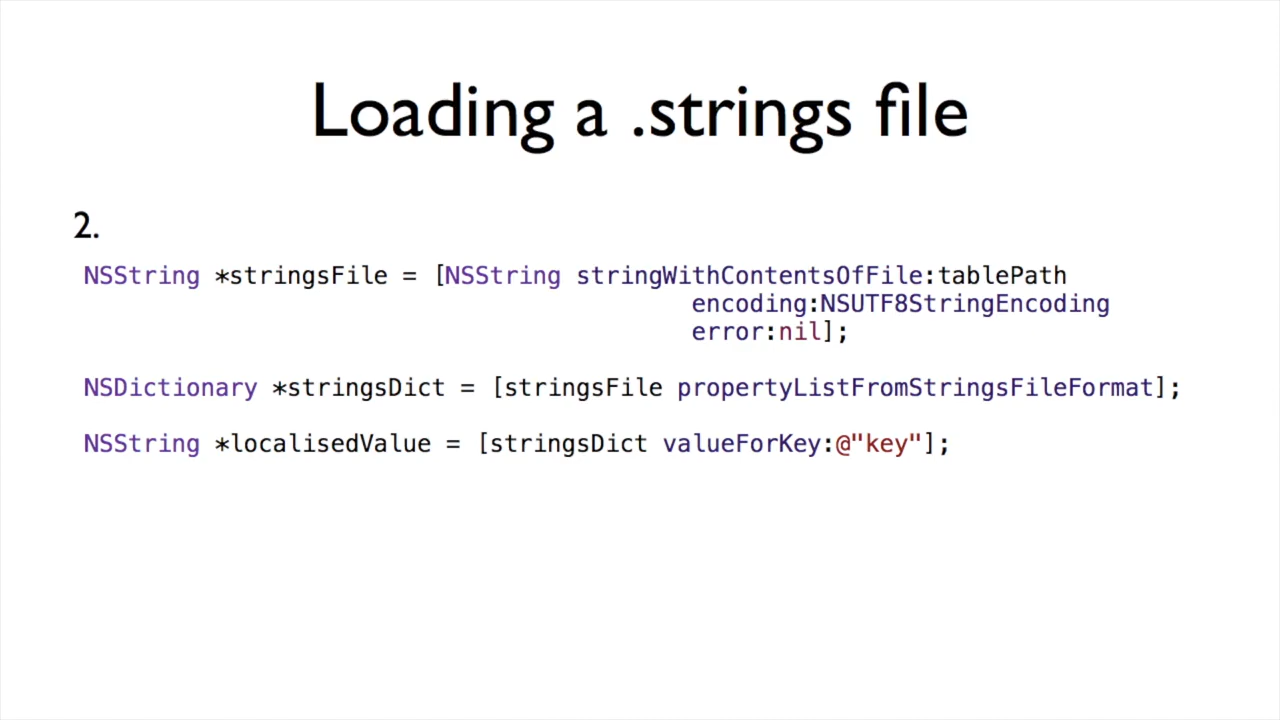 Loading a .strings file
2.
NSString *stringsFile = [NSString stringWithContentsOfFile:tablePath
encoding:NSUTF8StringEncoding
error:nil];
NSDictionary *stringsDict = [stringsFile propertyListFromStringsFileFormat];
NSString *localisedValue = [stringsDict valueForKey:@"key"];